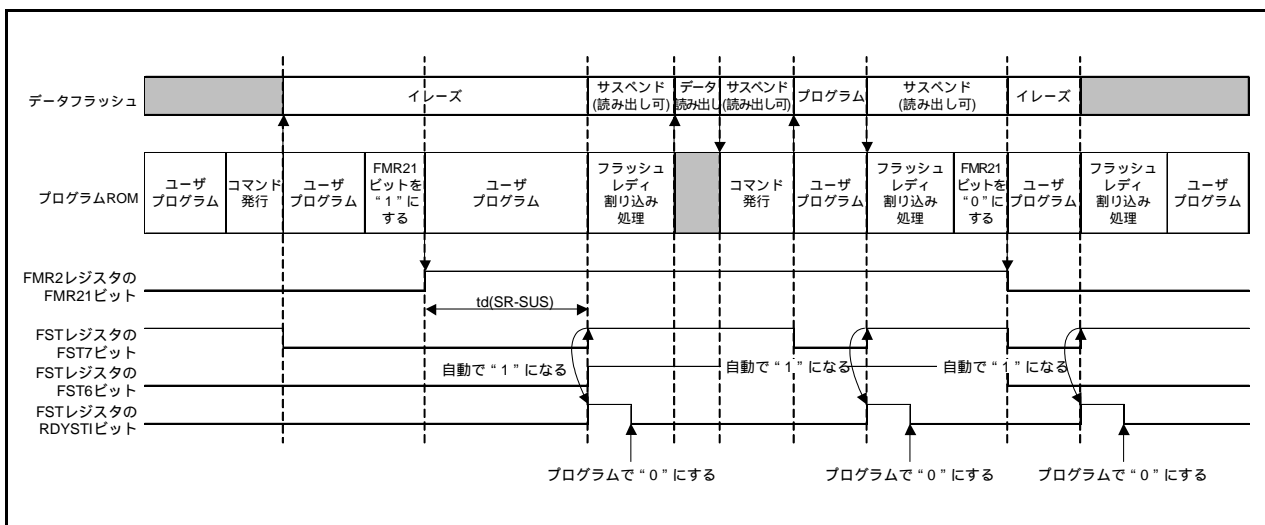 データフラッシュ
イレーズ
サスペンド
(読み出し可)
データ
読み出し
サスペンド
(読み出し可)
プログラム
サスペンド
(読み出し可)
イレーズ
プログラムROM
ユーザ
プログラム
コマンド
発行
ユーザ
プログラム
FMR21
ビットを
“1”に
する
ユーザ
プログラム
フラッシュ
レディ
割り込み
処理
コマンド
発行
ユーザ
プログラム
フラッシュ
レディ
割り込み
処理
FMR21
ビットを
“0”に
する
ユーザ
プログラム
フラッシュ
レディ
割り込み
処理
ユーザ
プログラム
FMR2レジスタの
FMR21ビット
td(SR-SUS)
FSTレジスタの
FST7ビット
自動で“1”になる
自動で“1”になる
自動で“1”になる
FSTレジスタの
FST6ビット
FSTレジスタの
RDYSTIビット
プログラムで“0”にする
プログラムで“0”にする
プログラムで“0”にする